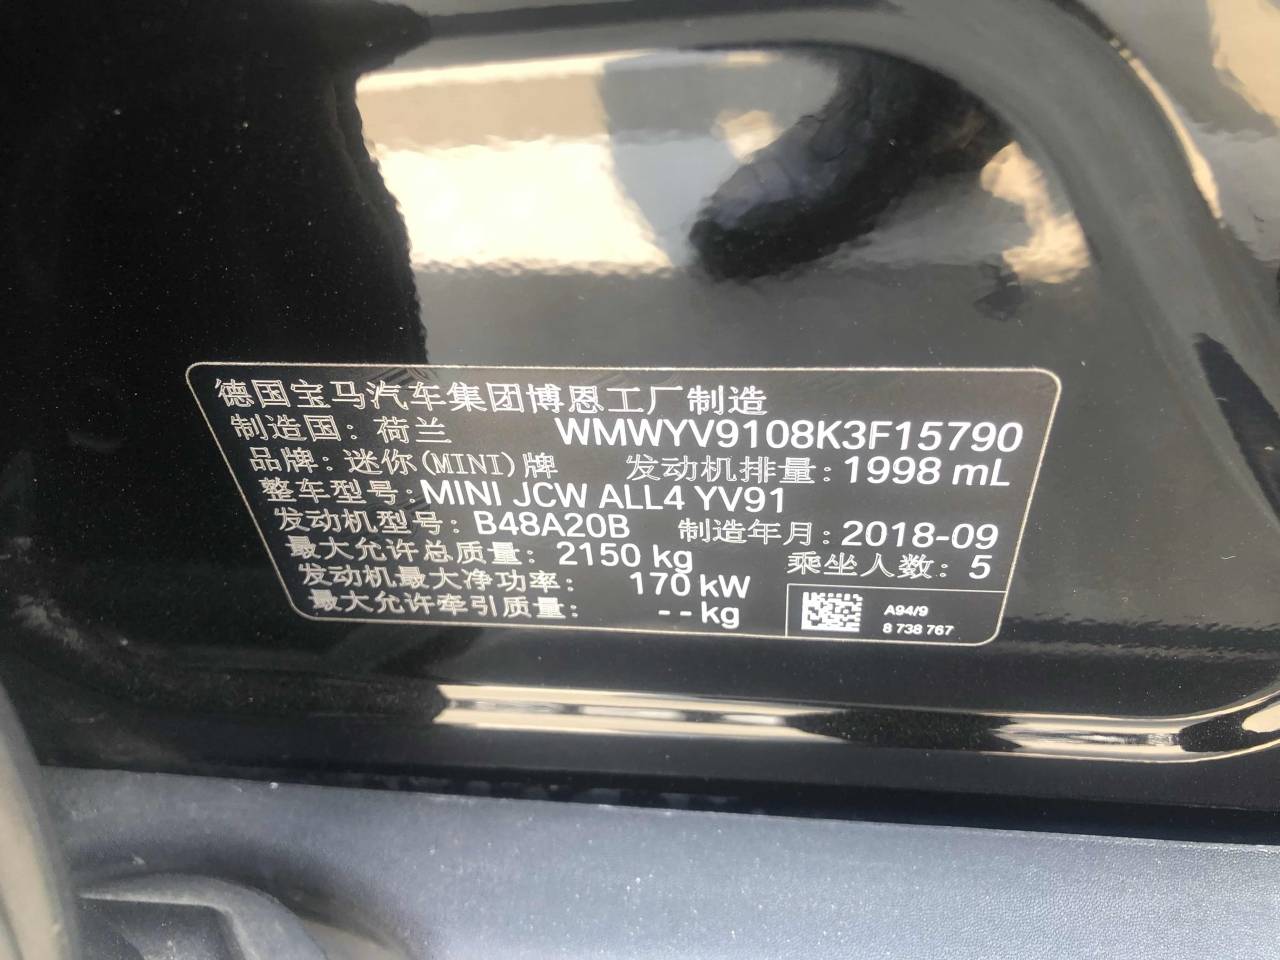 德国宝马汽车集团博恩工厂制造
制造国：荷兰 WMWYV9108K3F15790
品牌：迷你(MINI)牌 发动机排量：1998 mL
整车型号：MINI JCW ALL4 YV91
发动机型号：B48A20B 制造年月：2018-09
最大允许总质量：2150 kg 乘坐人数：5
发动机最大净功率：170 kW
最大允许牵引质量：--kg
A94/9
8 738 767